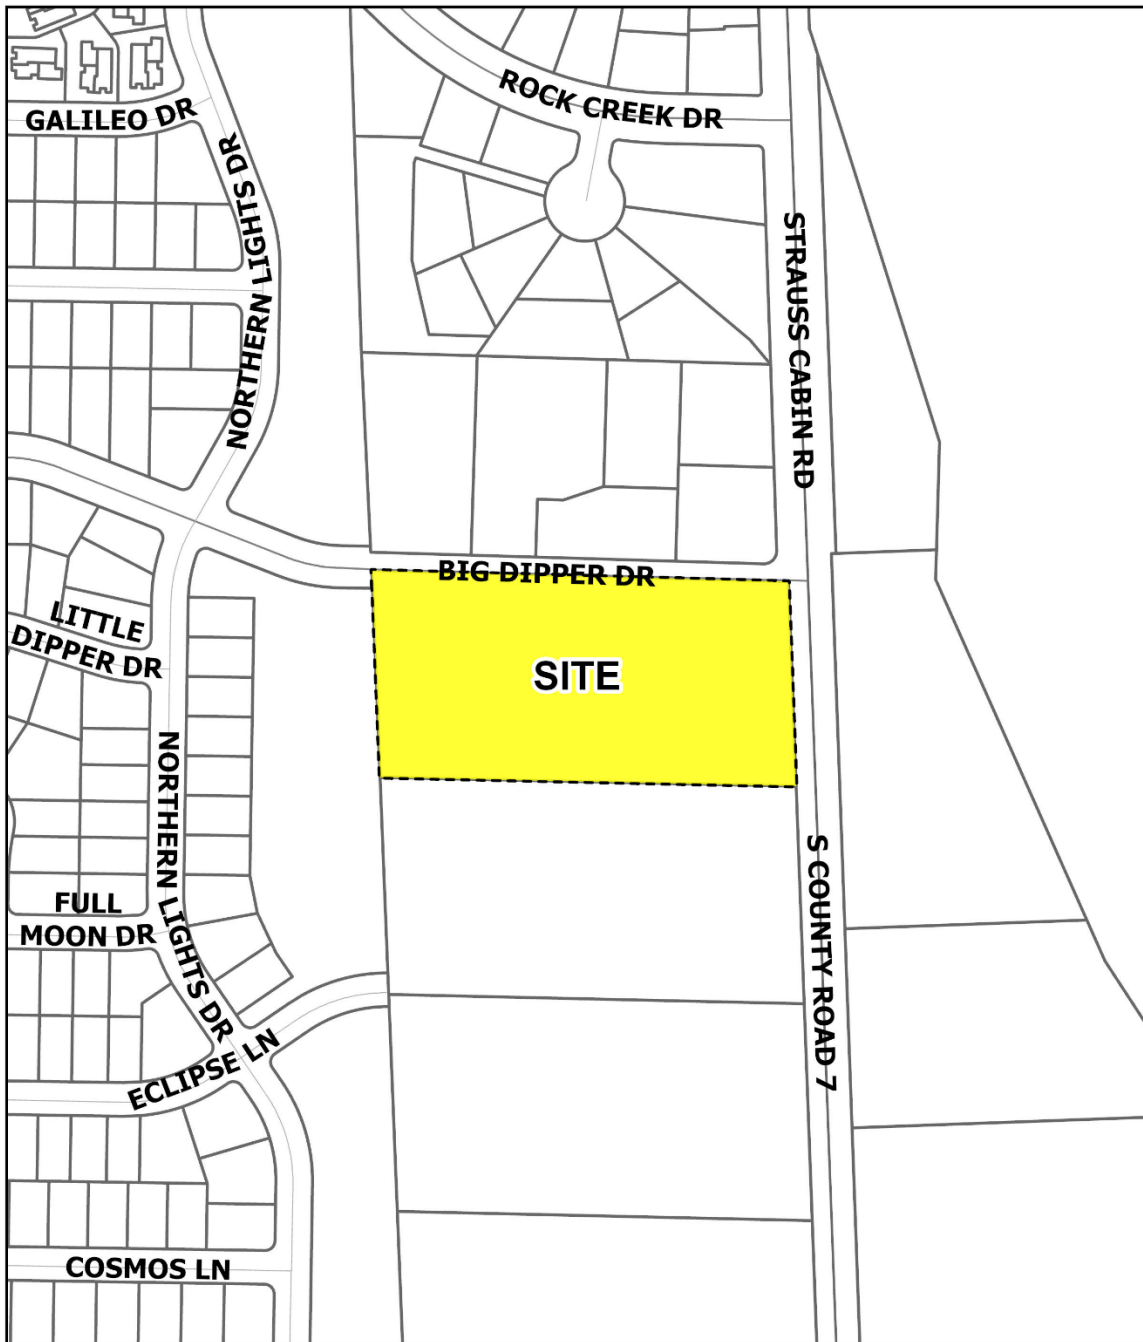 ROCK CREEK DR
GALILEO DR
NORTHERN LIGHTS DR
STRAUSS CABIN RD
BIG DIPPER DR
LITTLE
DIPPER DR
SITE
NORTHERN LIGHTS DR
S COUNTY ROAD 7
FULL
MOON DR
ECLIPSE LN
COSMOS LN